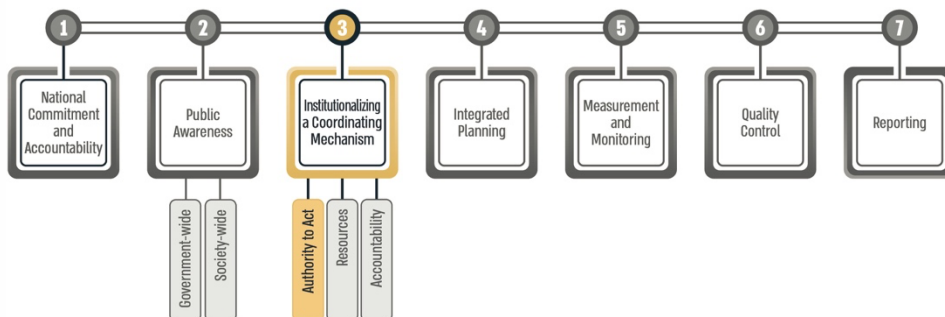 1 2 3 4 5 6 7
National
Commitment
and
Accountability
Public
Awareness
Institutionalizing
a Coordinating
Mechanism
Integrated
Planning
Measurement
and
Monitoring
Quality
Control
Reporting
Government-wide
Society-wide
Authority to Act
Resources
Accountability